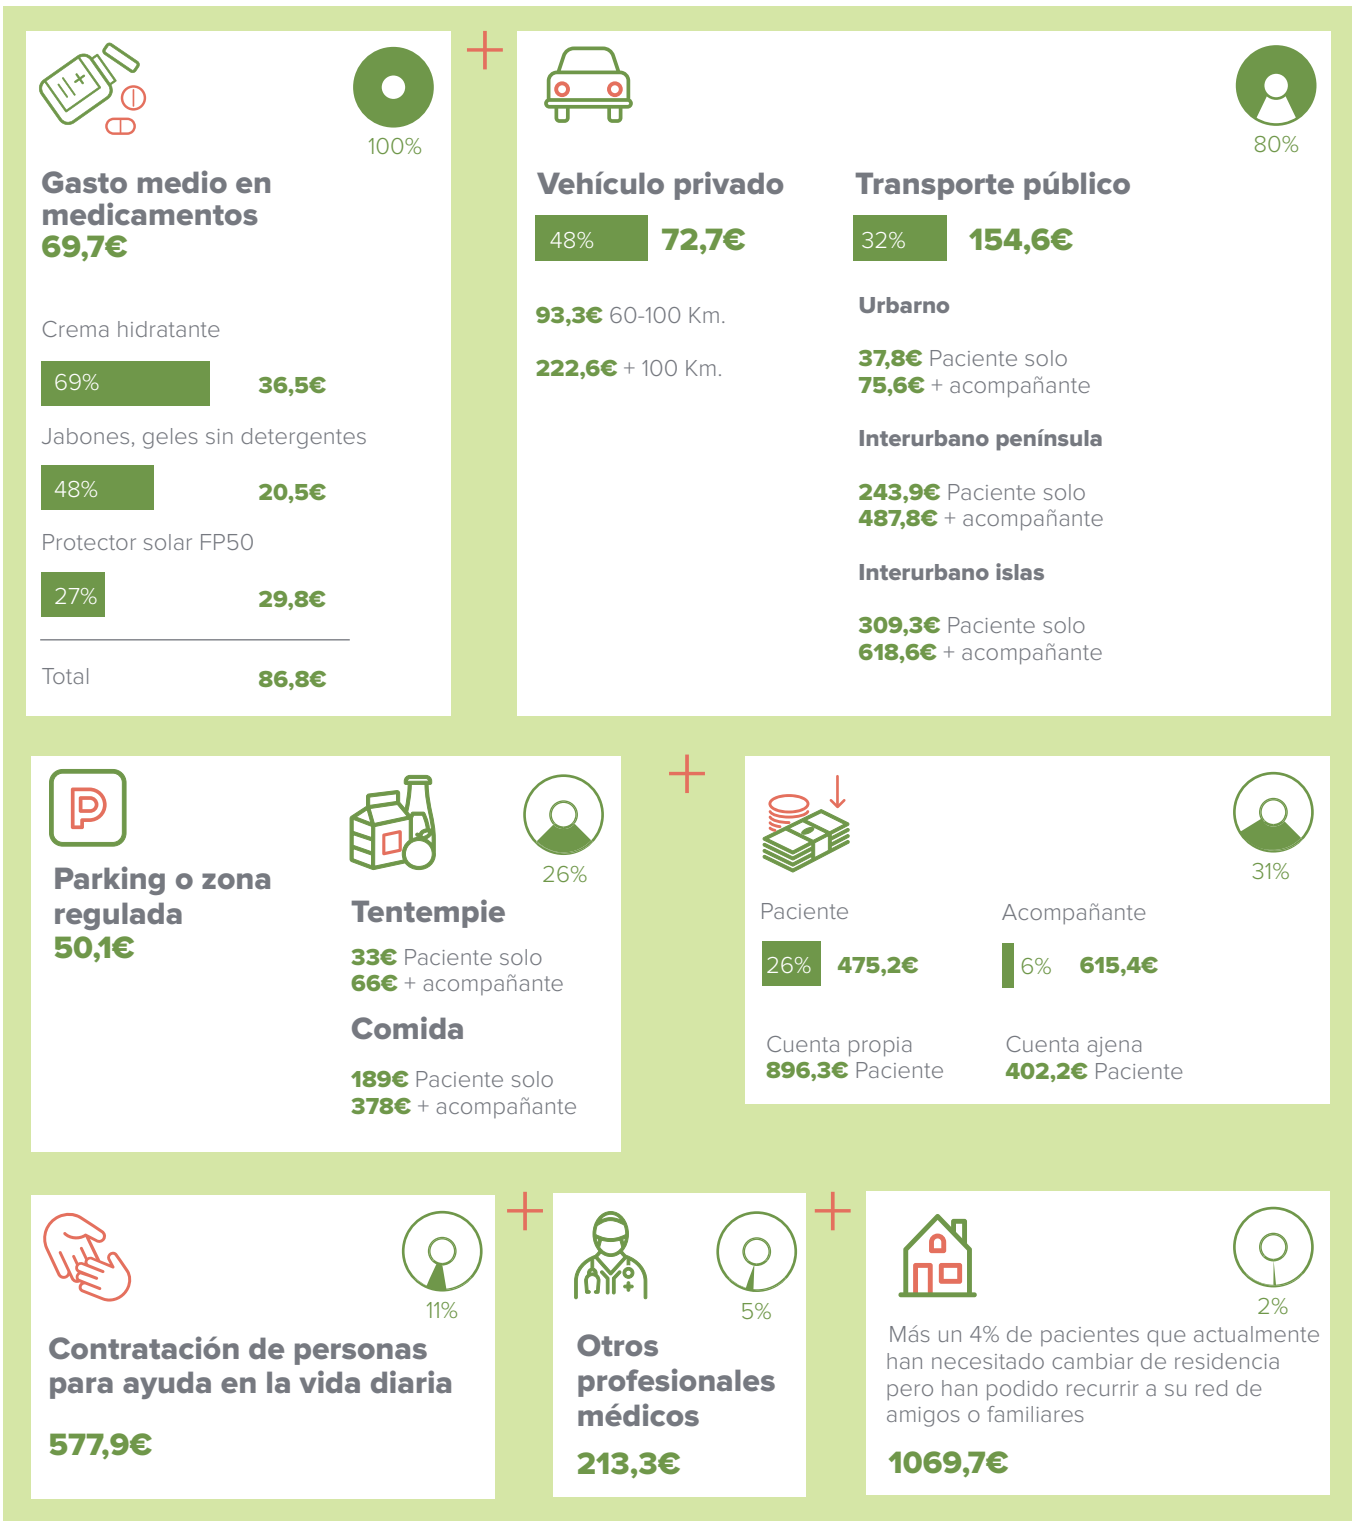 100%
Gasto medio en
medicamentos
69,7€
Crema hidratante
69% 36,5€
Jabones, geles sin detergentes
48% 20,5€
Protector solar FP50
27% 29,8€
Total 86,8€
80%
Vehículo privado
48% 72,7€
93,3€ 60-100 Km.
222,6€ + 100 Km.
Transporte público
32% 154,6€
Urbarno
37,8€ Paciente solo
75,6€ + acompañante
Interurbano península
243,9€ Paciente solo
487,8€ + acompañante
Interurbano islas
309,3€ Paciente solo
618,6€ + acompañante
P
Parking o zona
regulada
50,1€
26%
Tentempie
33€ Paciente solo
66€ + acompañante
Comida
189€ Paciente solo
378€ + acompañante
31%
Paciente
26% 475,2€
Acompañante
6% 615,4€
Cuenta propia
896,3€ Paciente
Cuenta ajena
402,2€ Paciente
11%
Contratación de personas
para ayuda en la vida diaria
577,9€
5%
Otros
profesionales
médicos
213,3€
2%
Más un 4% de pacientes que actualmente
han necesitado cambiar de residencia
pero han podido recurrir a su red de
amigos o familiares
1069,7€